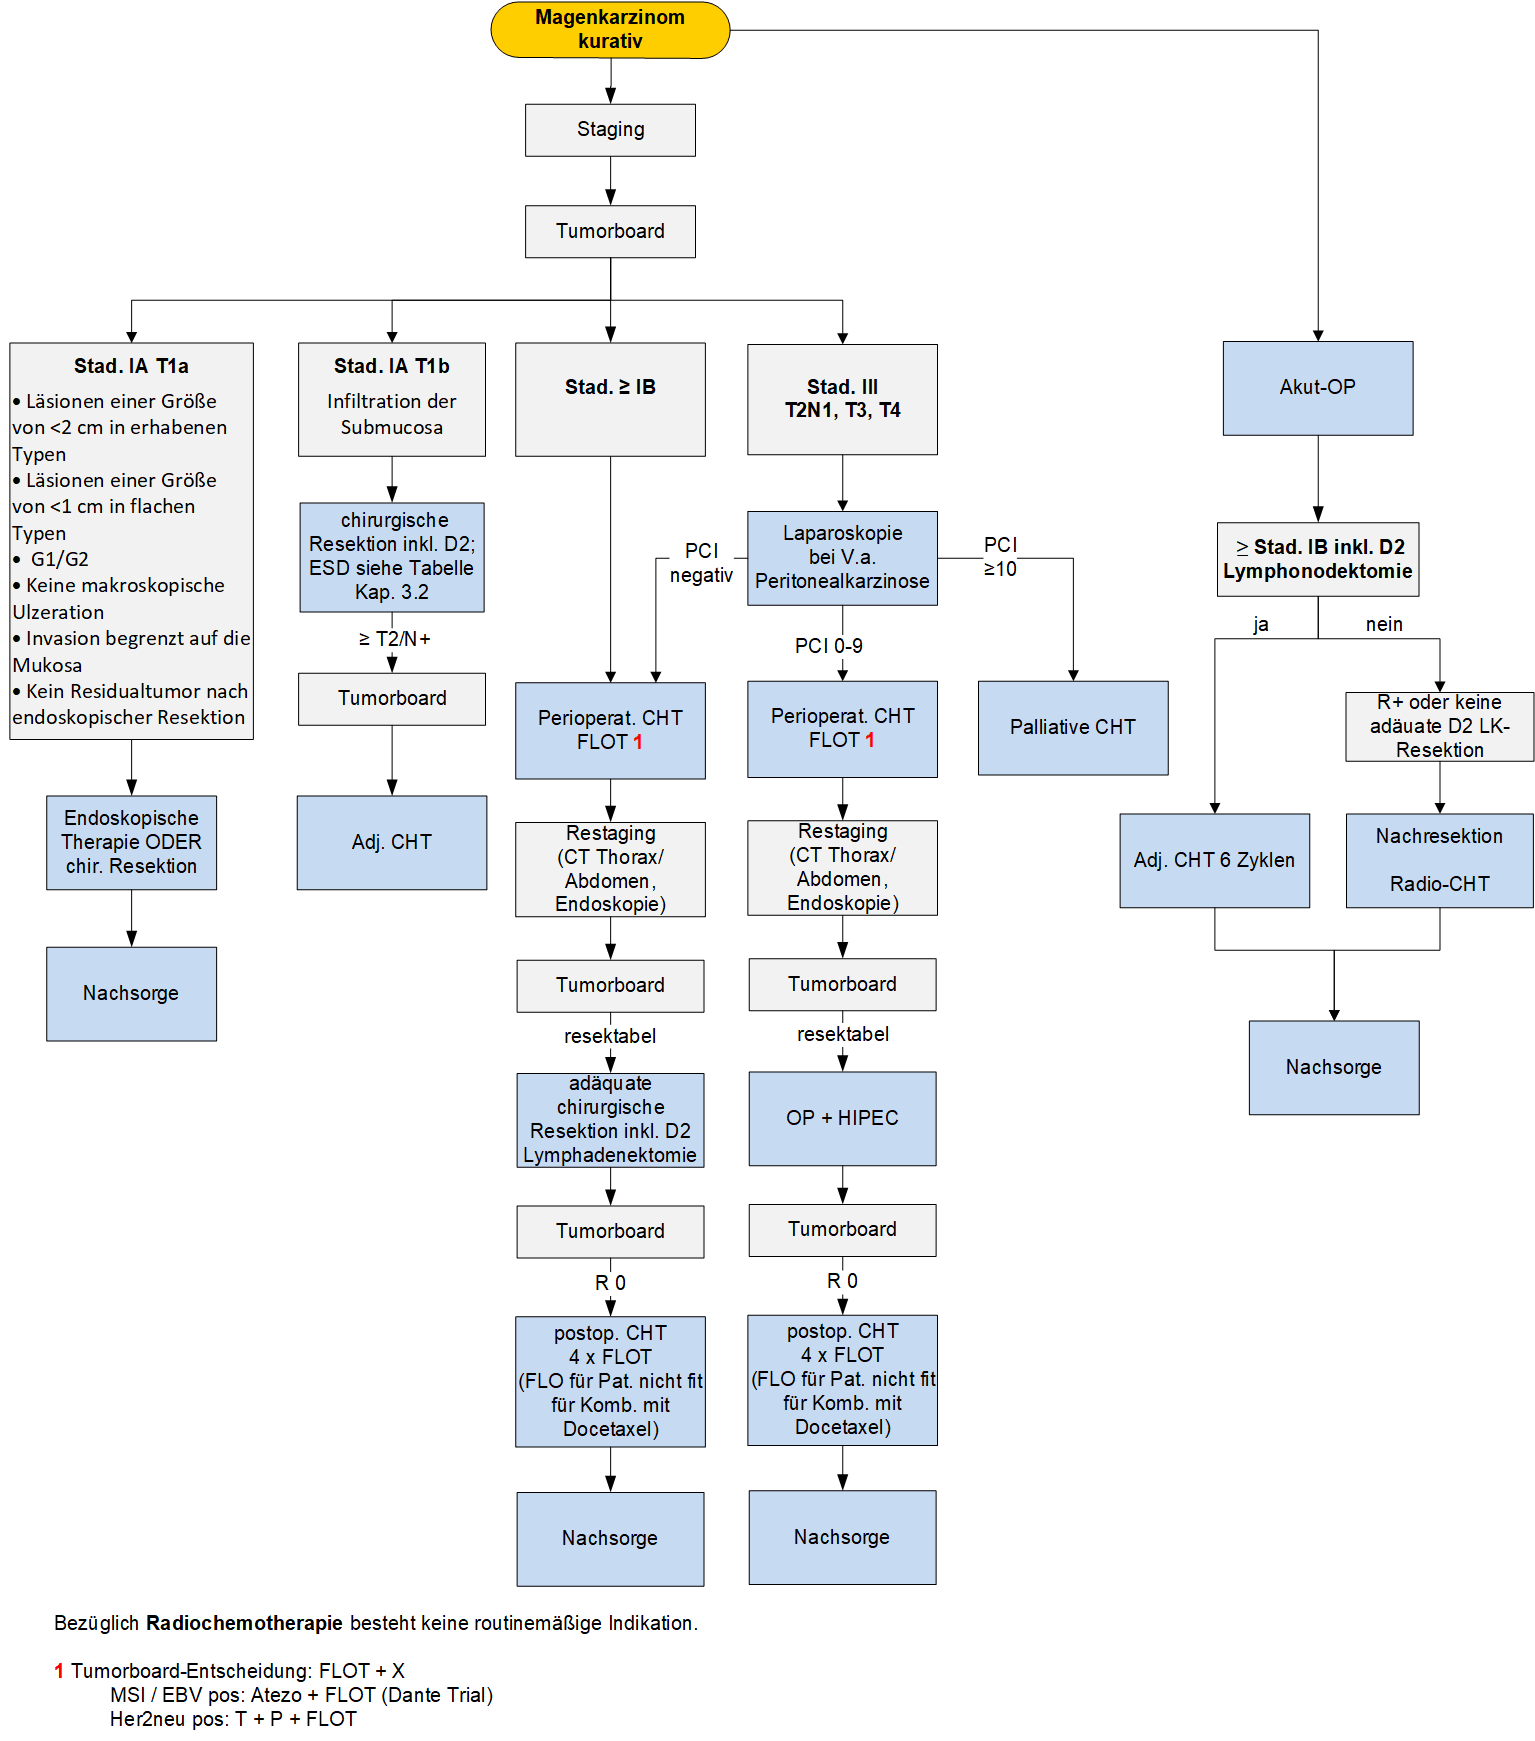 Magenkarzinom
kurativ
Staging
Tumorboard
Stad. IA T1a
• Läsionen einer Größe
von <2 cm in erhabenen
Typen
• Läsionen einer Größe
von <1 cm in flachen
Typen
• G1/G2
• Keine makroskopische
Ulzeration
• Invasion begrenzt auf die
Mukosa
• Kein Residualtumor nach
endoskopischer Resektion
Endoskopische
Therapie ODER
chir. Resektion
Nachsorge
Stad. IA T1b
Infiltration der
Submucosa
chirurgische
Resektion inkl. D2;
ESD siehe Tabelle
Kap. 3.2
≥ T2/N+
Tumorboard
Adj. CHT
Stad. ≥ IB
Perioperat. CHT
FLOT 1
Restaging
(CT Thorax/
Abdomen,
Endoskopie)
Tumorboard
resektabel
adäquate
chirurgische
Resektion inkl. D2
Lymphadenektomie
Tumorboard
R 0
postop. CHT
4 x FLOT
(FLO für Pat. nicht fit
für Komb. mit
Docetaxel)
Nachsorge
Stad. III
T2N1, T3, T4
Laparoskopie
bei V.a.
Peritonealkarzinose
PCI
negativ
PCI
≥10
PCI 0-9
Perioperat. CHT
FLOT 1
Palliative CHT
Restaging
(CT Thorax/
Abdomen,
Endoskopie)
Tumorboard
resektabel
OP + HIPEC
Tumorboard
R 0
postop. CHT
4 x FLOT
(FLO für Pat. nicht fit
für Komb. mit
Docetaxel)
Nachsorge
Akut-OP
≥ Stad. IB inkl. D2
Lymphonodektomie
ja
nein
R+ oder keine
adäuate D2 LK-
Resektion
Adj. CHT 6 Zyklen
Nachresektion
Radio-CHT
Nachsorge
Bezüglich Radiochemotherapie besteht keine routinemäßige Indikation.
1 Tumorboard-Entscheidung: FLOT + X
MSI / EBV pos: Atezo + FLOT (Dante Trial)
Her2neu pos: T + P + FLOT